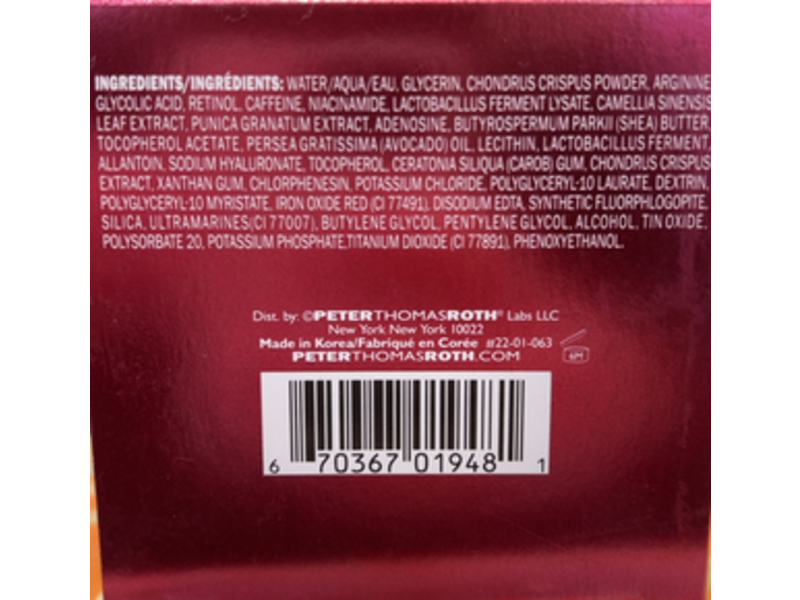 INGREDIENTS/INGRÉDIENTS: WATER/AQUA/EAU, GLYCERIN, CHONDRUS CRISPUS POWDER, ARGININE
GLYCOLIC ACID, RETINOL, CAFFEINE, NIACINAMIDE, LACTOBACILLUS FERMENT LYSATE, CAMELLIA SINENSIS
LEAF EXTRACT, PUNICA GRANATUM EXTRACT, ADENOSINE, BUTYROSPERMUM PARKII (SHEA) BUTTER,
TOCOPHEROL ACETATE, PERSEA GRATISSIMA (AVOCADO) OIL, LECITHIN, LACTOBACILLUS FERMENT,
ALLANTOIN, SODIUM HYALURONATE, TOCOPHEROL, CERATONIA SILIQUA (CAROB) GUM, CHONDRUS CRISPUS
EXTRACT, XANTHAN GUM, CHLORPHENESIN, POTASSIUM CHLORIDE, POLYGLYCERYL-10 LAURATE, DEXTRIN,
POLYGLYCERYL-10 MYRISTATE, IRON OXIDE RED (CI 77491), DISODIUM EDTA, SYNTHETIC FLUORPHLOGOPITE,
SILICA, ULTRAMARINES(CI 77007), BUTYLENE GLYCOL, PENTYLENE GLYCOL, ALCOHOL, TIN OXIDE,
POLYSORBATE 20, POTASSIUM PHOSPHATE,TITANIUM DIOXIDE (CI 77891), PHENOXYETHANOL.
Dist. by: ©PETERTHOMASROTH® Labs LLC
New York New York 10022
Made in Korea/Fabriqué en Corée #22-01-063
PETERTHOMASROTH.COM
6M
6 70367 01948 1